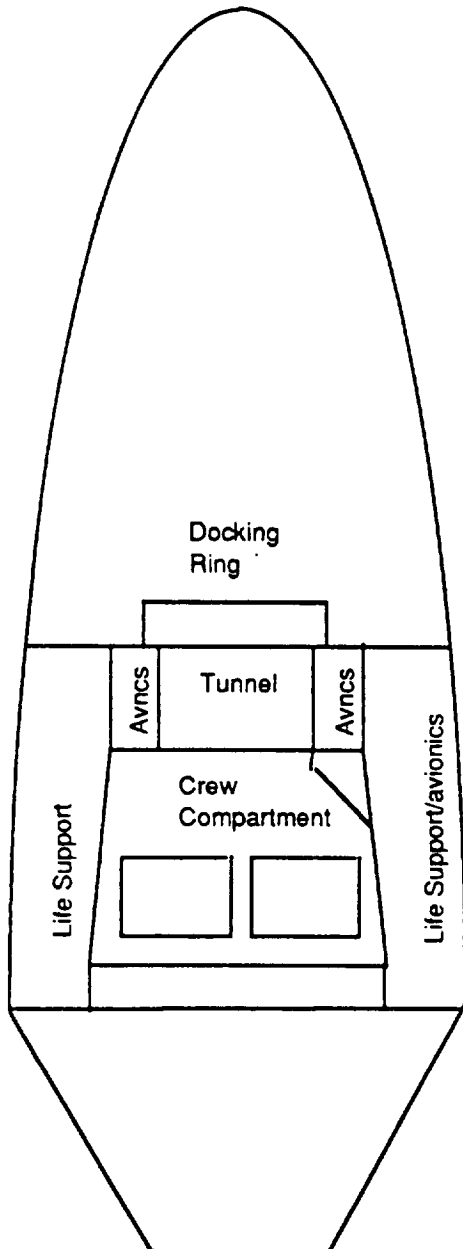 Docking
Ring
Avncs
Tunnel
Avncs
Crew
Compartment
Life Support
Life Support/avionics